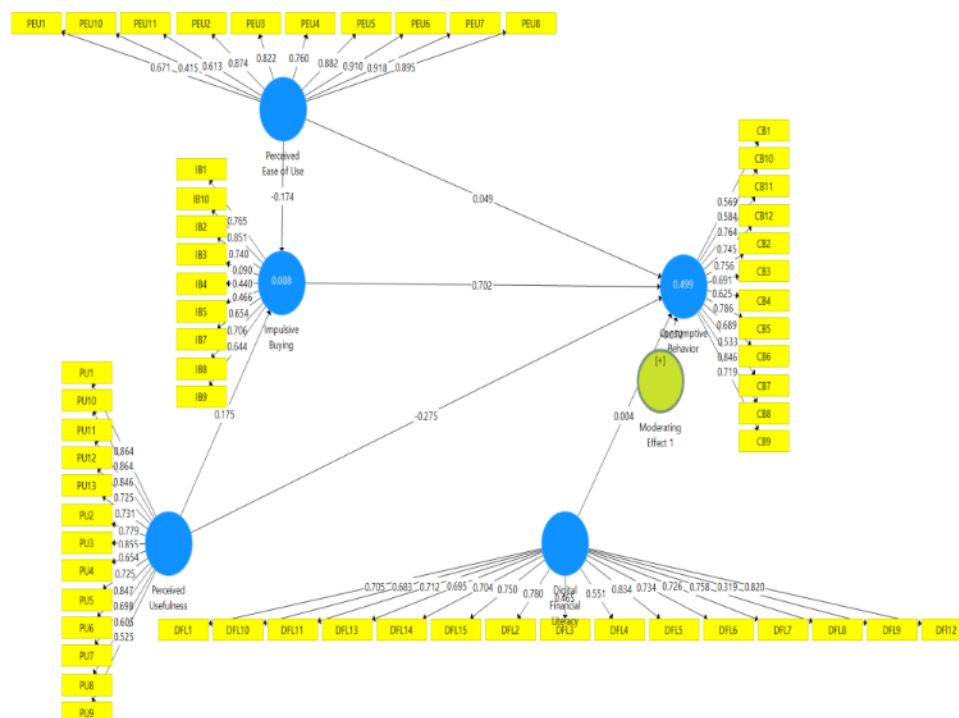 PEU1 PEU10 PEU11 PEU2 PEU3 PEU4 PEU5 PEU6 PEU7 PEU8
0.671 0.415 0.613 0.874 0.822 0.760 0.882 0.910 0.918 0.895
Perceived
Ease of Use
-0.174
0.049
IB1
IB10
IB2
IB3
IB4
IB5
IB7
IB8
IB9
0.765
0.851
0.740
0.090
0.440
0.466
0.654
0.706
0.644
0.008
Impulsive
Buying
0.702
0.175
-0.275
CB1
CB10
CB11
CB12
CB2
CB3
CB4
CB5
CB6
CB7
CB8
CB9
0.569
0.584
0.764
0.745
0.756
0.691
0.625
0.786
0.689
0.533
0.846
0.719
0.499
Consumptive
Behavior
[+]
Moderating
Effect 1
0.004
PU1
PU10
PU11
PU12
PU13
PU2
PU3
PU4
PU5
PU6
PU7
PU8
PU9
0.864
0.864
0.846
0.725
0.731
0.779
0.855
0.654
0.725
0.847
0.698
0.605
0.525
Perceived
Usefulness
Digital
Financial
Literacy
0.705 0.683 0.712 0.695 0.704 0.750 0.780 0.465 0.551 0.834 0.734 0.726 0.758 0.319 0.820
DFL1 DFL10 DFL11 DFL13 DFL14 DFL15 DFL2 DFL3 DFL4 DFL5 DFL6 DFL7 DFL8 DFL9 DFl12